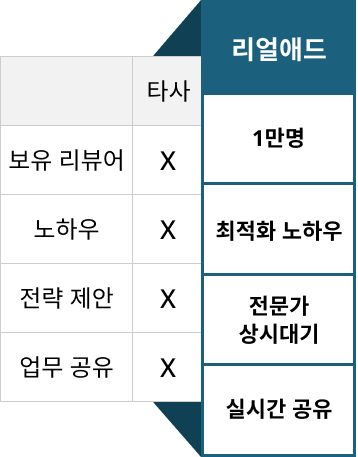 리얼애드
타사
보유 리뷰어 X 1만명
노하우 X 최적화 노하우
전략 제안 X 전문가
상시대기
업무 공유 X 실시간 공유